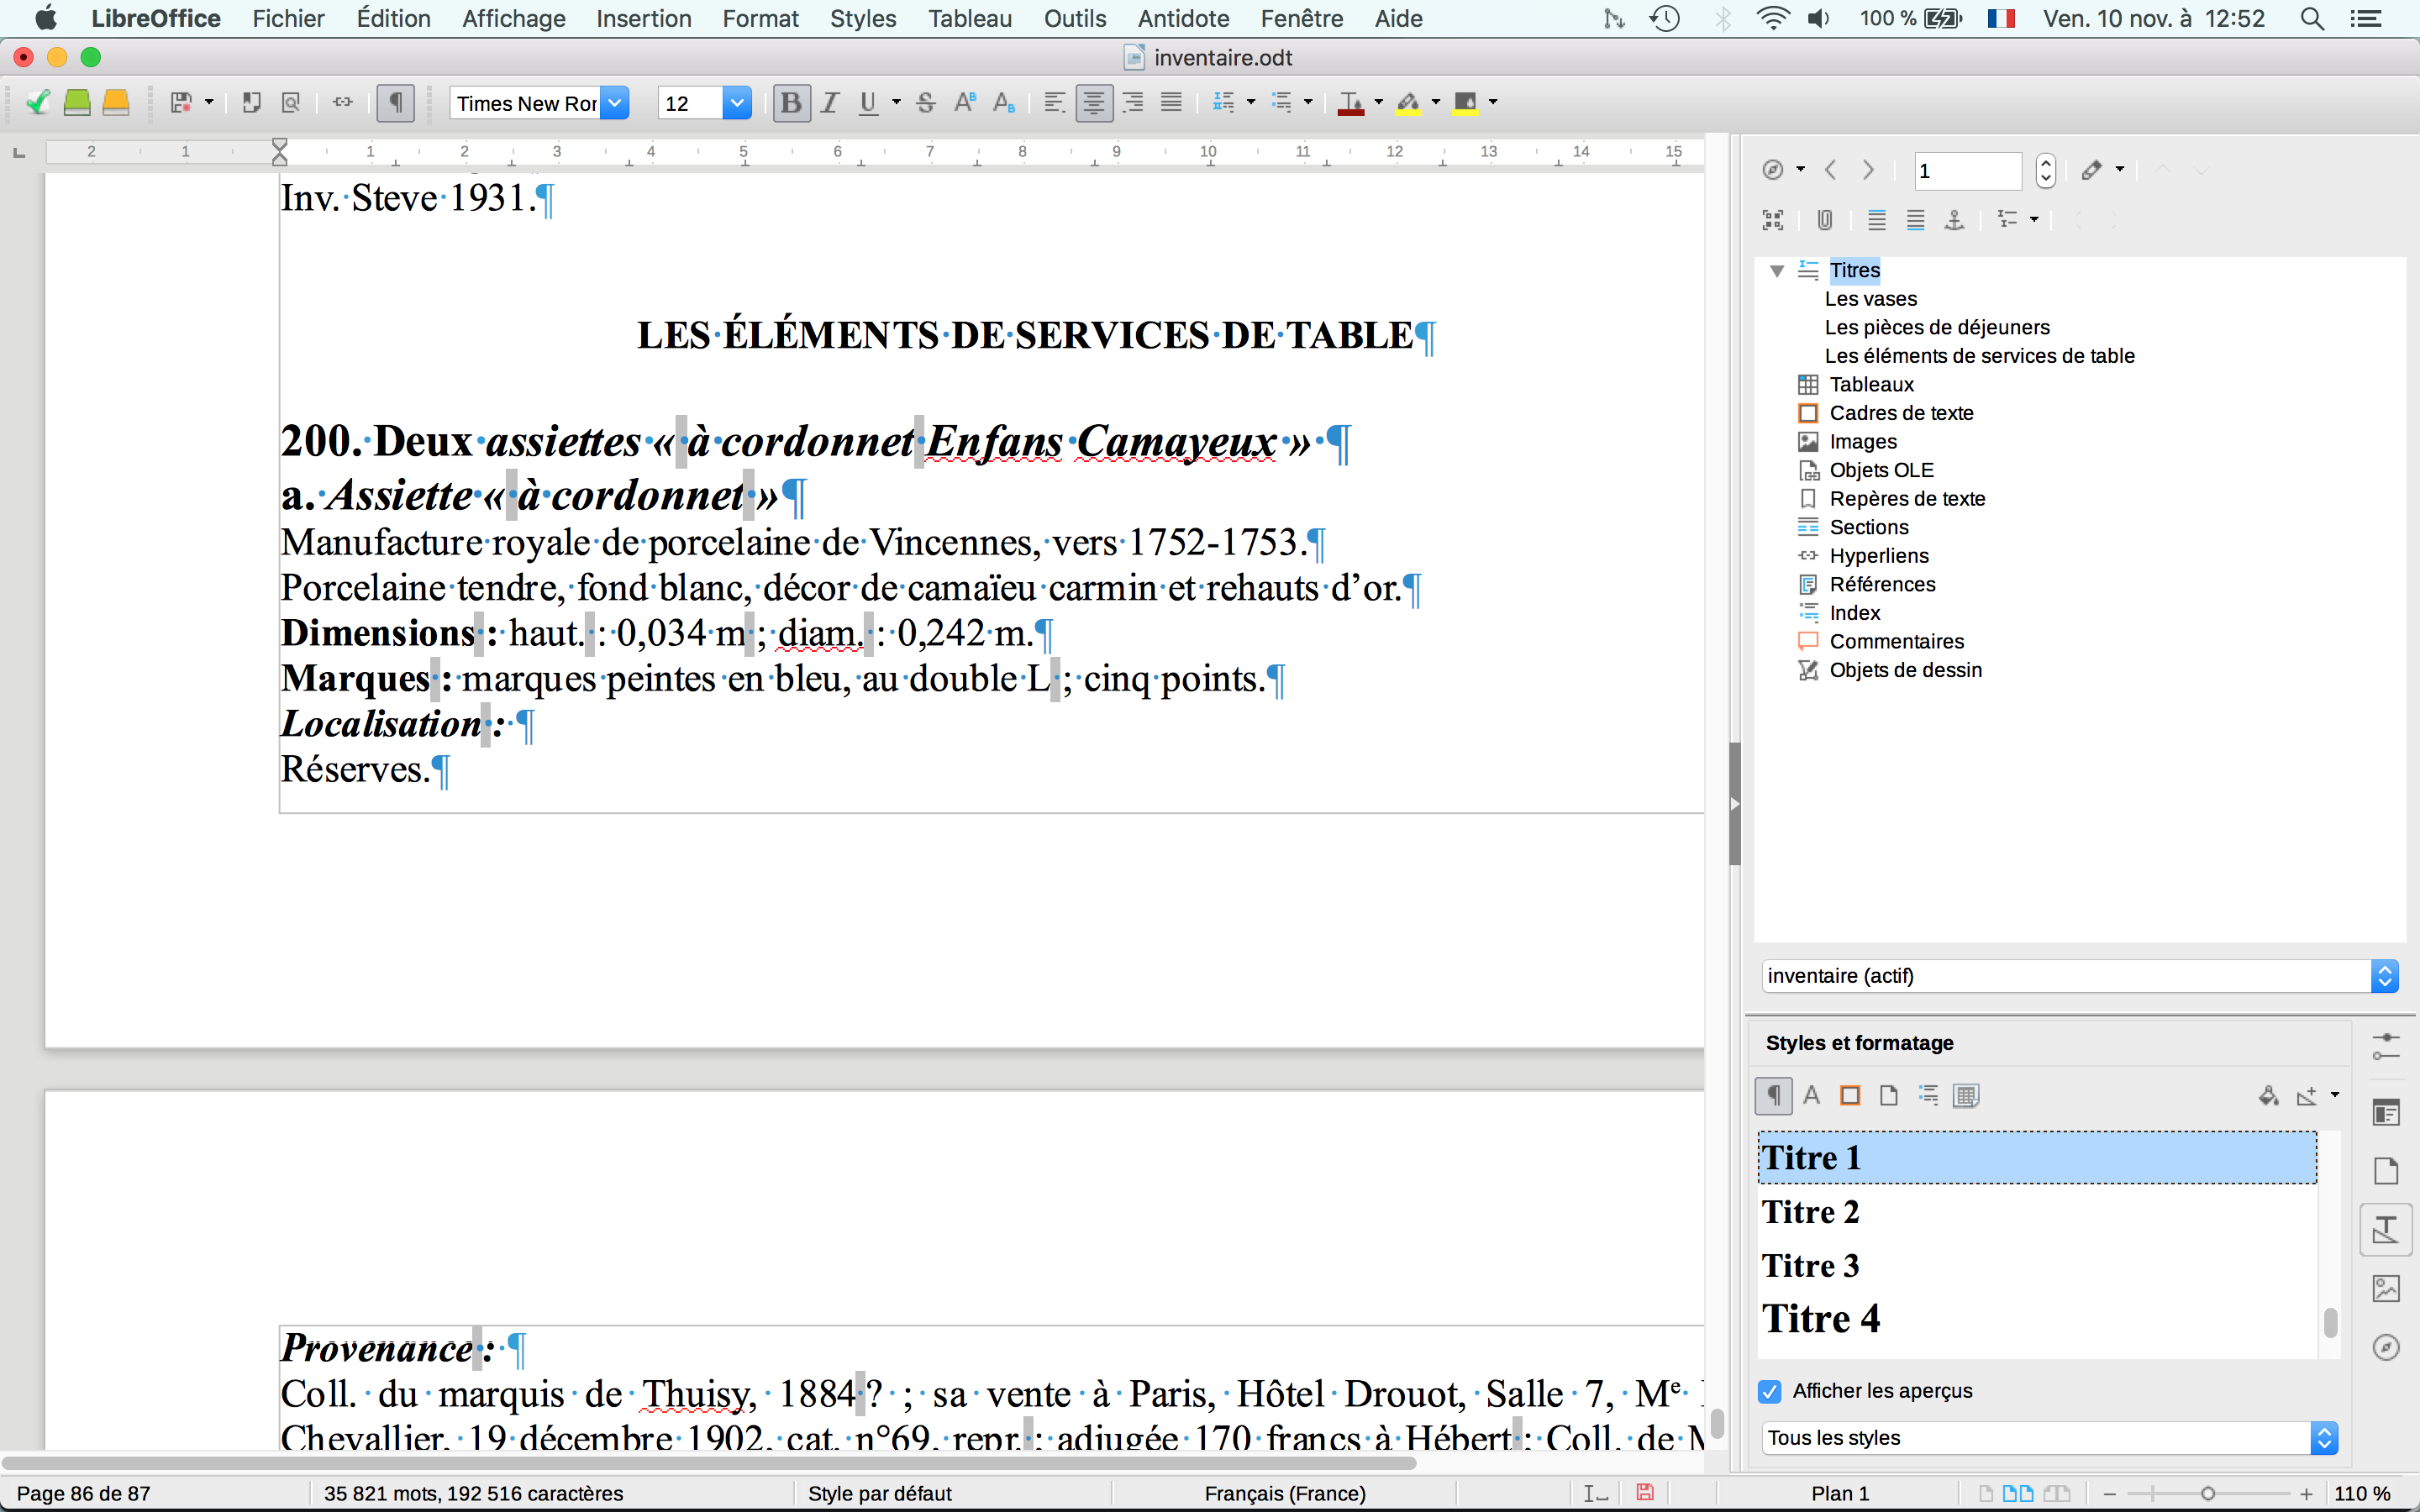 LibreOffice Fichier Édition Affichage Insertion Format Styles Tableau Outils Antidote Fenêtre Aide 100 % Ven. 10 nov. à 12:52
inventaire.odt
Times New Ror 12
2 1 1 2 3 4 5 6 7 8 9 10 11 12 13 14 15
1
Inv. Steve 1931.¶
LES ÉLÉMENTS DE SERVICES DE TABLE¶
200. Deux assiettes « à cordonnet Enfans Camayeux » ¶
a. Assiette « à cordonnet »¶
Manufacture royale de porcelaine de Vincennes, vers 1752-1753.¶
Porcelaine tendre, fond blanc, décor de camaïeu carmin et rehauts d’or.¶
Dimensions : haut. : 0,034 m ; diam. : 0,242 m.¶
Marques : marques peintes en bleu, au double L ; cinq points.¶
Localisation : ¶
Réserves.¶
Provenance : ¶
Coll. du marquis de Thuisy, 1884 ? ; sa vente à Paris, Hôtel Drouot, Salle 7, Mᵉ
Chevallier, 19 décembre 1902, cat. n°69, repr. ; adjugée 170 francs à Hébert ; Coll. de
Titres
Les vases
Les pièces de déjeuners
Les éléments de services de table
Tableaux
Cadres de texte
Images
Objets OLE
Repères de texte
Sections
Hyperliens
Références
Index
Commentaires
Objets de dessin
inventaire (actif)
Styles et formatage
Titre 1
Titre 2
Titre 3
Titre 4
Afficher les aperçus
Tous les styles
Page 86 de 87 35 821 mots, 192 516 caractères Style par défaut Français (France) Plan 1 110 %